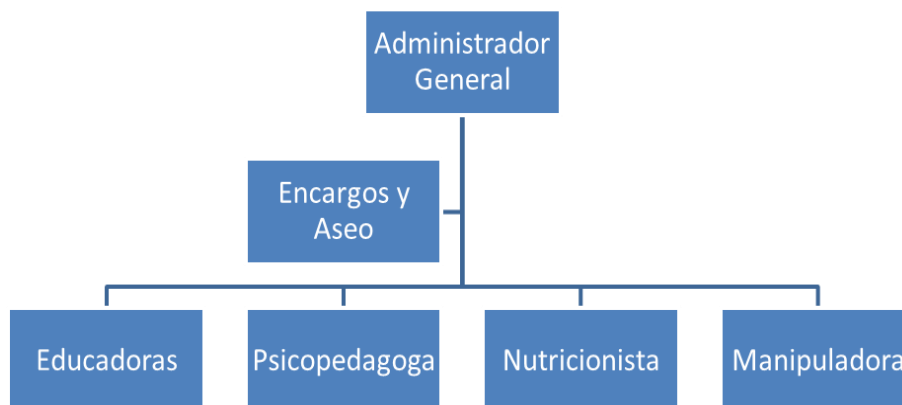 Administrador
General
Encargos y
Aseo
Educadoras
Psicopedagoga
Nutricionista
Manipuladora